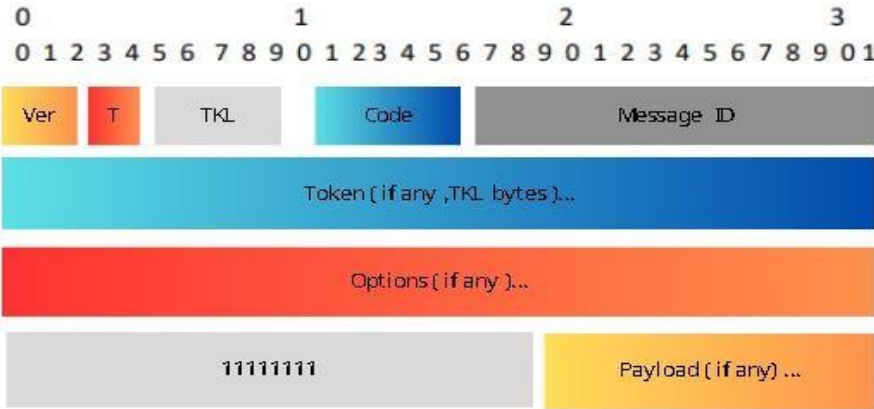 0 1 2 3
0 1 2 3 4 5 6 7 8 9 0 1 2 3 4 5 6 7 8 9 0 1 2 3 4 5 6 7 8 9 0 1
Ver T TKL Code Message ID
Token ( if any ,TKL bytes )...
Options ( if any )...
11111111 Payload ( if any) ...